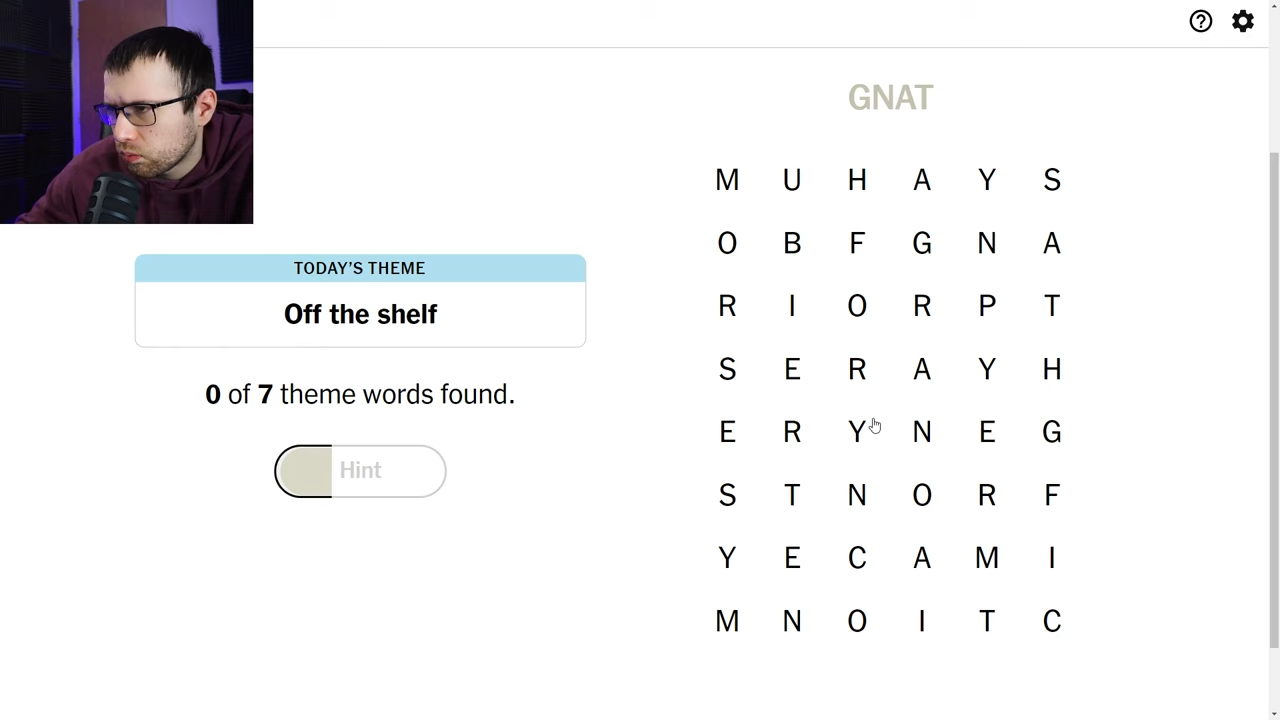 GNAT
M U H A Y S
O B F G N A
TODAY'S THEME
Off the shelf
R I O R P T
S E R A Y H
0 of 7 theme words found.
E R Y N E G
Hint
S T N O R F
Y E C A M I
M N O I T C